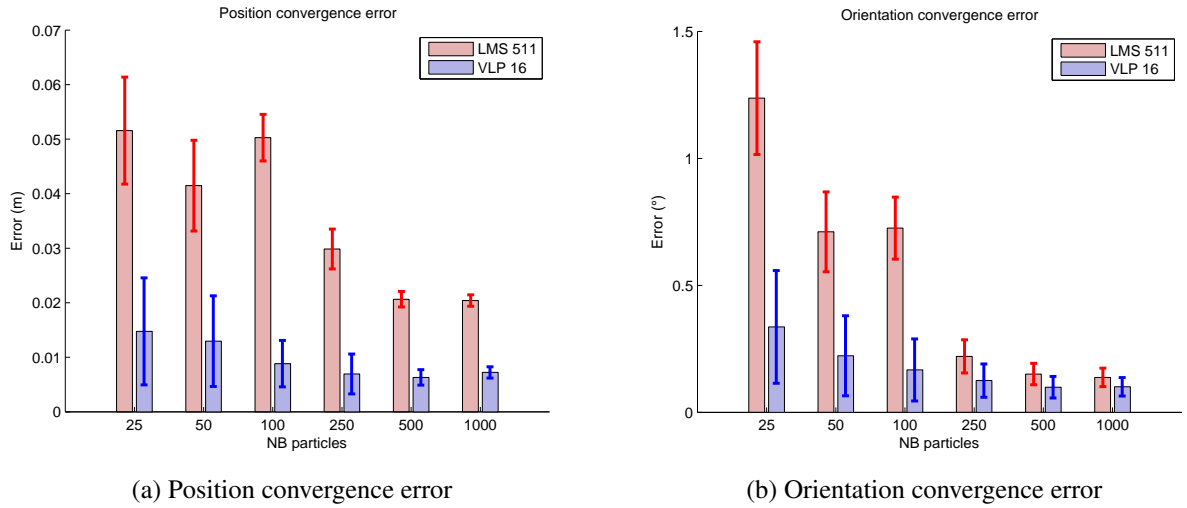 Position convergence error
0.07
0.06
0.05
0.04
0.03
0.02
0.01
0
Error (m)
LMS 511
VLP 16
25 50 100 250 500 1000
NB particles
(a) Position convergence error
Orientation convergence error
1.5
1
0.5
0
Error (°)
LMS 511
VLP 16
25 50 100 250 500 1000
NB particles
(b) Orientation convergence error